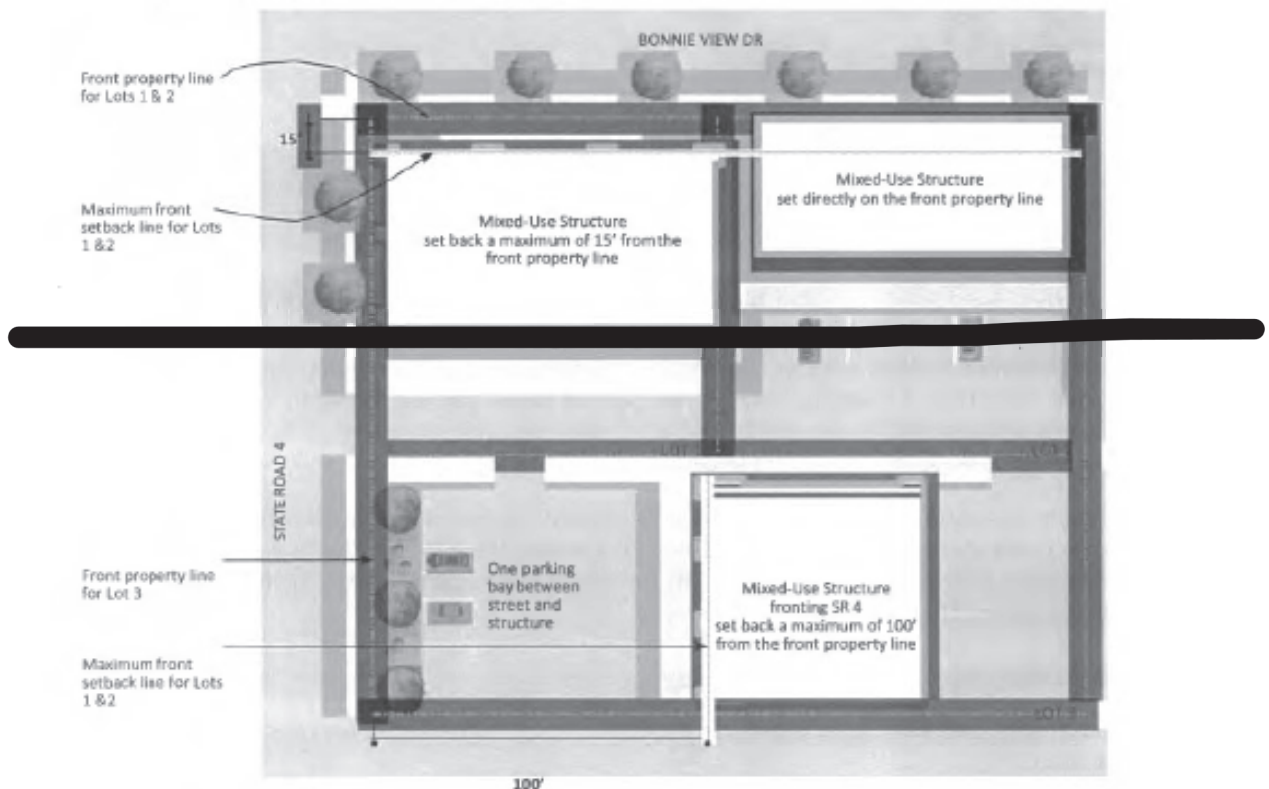 BONNIE VIEW DR
Front property line
for Lots 1 & 2
15'
Maximum front
setback line for Lots
1 &2
Mixed-Use Structure
set back a maximum of 15' from the
front property line
Mixed-Use Structure
set directly on the front property line
STATE ROAD 4
Front property line
for Lot 3
Maximum front
setback line for Lots
1 &2
One parking
bay between
street and
structure
Mixed-Use Structure
fronting SR 4
set back a maximum of 100'
from the front property line
100'